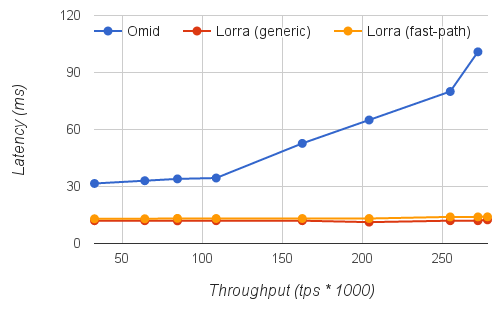 120
Omid Lorra (generic) Lorra (fast-path)
90
60
30
0
Latency (ms)
50 100 150 200 250
Throughput (tps * 1000)